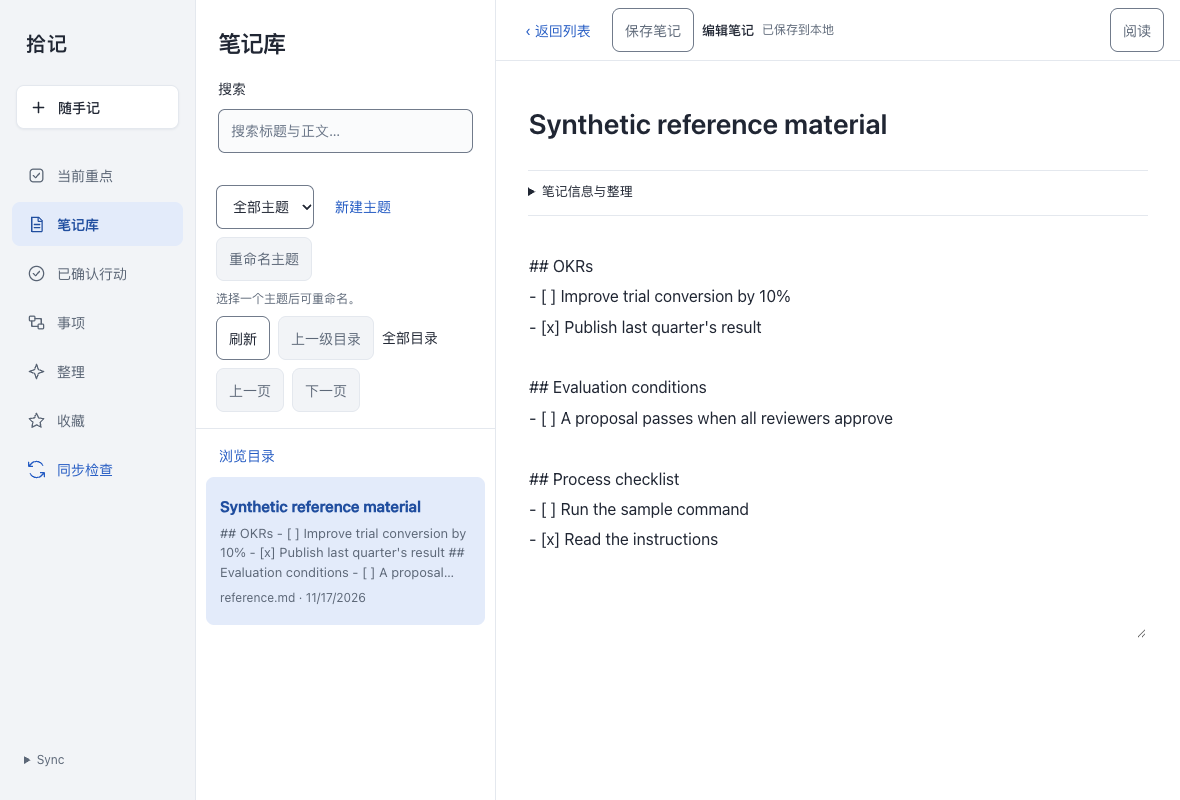 拾记
随手记
当前重点
笔记库
已确认行动
事项
整理
收藏
同步检查
Sync
笔记库
搜索
搜索标题与正文...
全部主题
新建主题
重命名主题
选择一个主题后可重命名。
刷新
上一级目录
全部目录
上一页
下一页
浏览目录
Synthetic reference material
## OKRs - [ ] Improve trial conversion by
10% - [x] Publish last quarter's result ##
Evaluation conditions - [ ] A proposal...
reference.md · 11/17/2026
‹ 返回列表
保存笔记
编辑笔记
已保存到本地
阅读
Synthetic reference material
笔记信息与整理
## OKRs
- [ ] Improve trial conversion by 10%
- [x] Publish last quarter's result
## Evaluation conditions
- [ ] A proposal passes when all reviewers approve
## Process checklist
- [ ] Run the sample command
- [x] Read the instructions